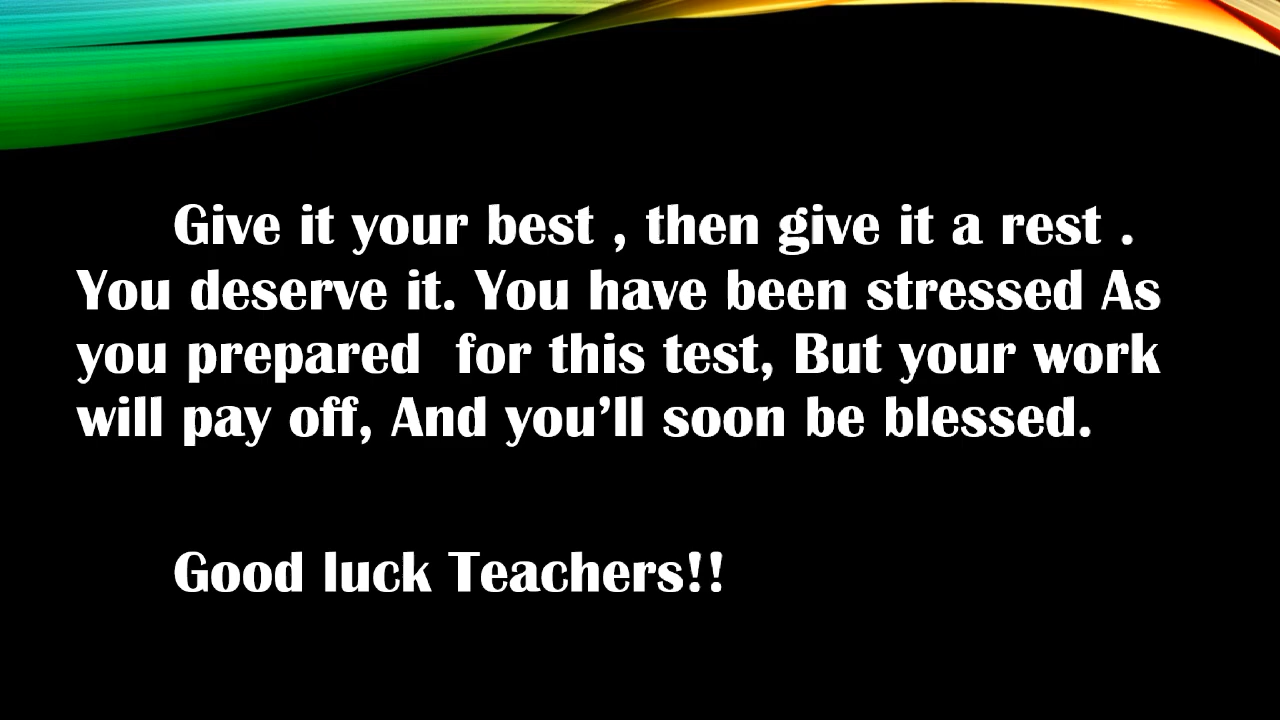 Give it your best , then give it a rest .
You deserve it. You have been stressed As
you prepared  for this test, But your work
will pay off, And you’ll soon be blessed.
Good luck Teachers!!